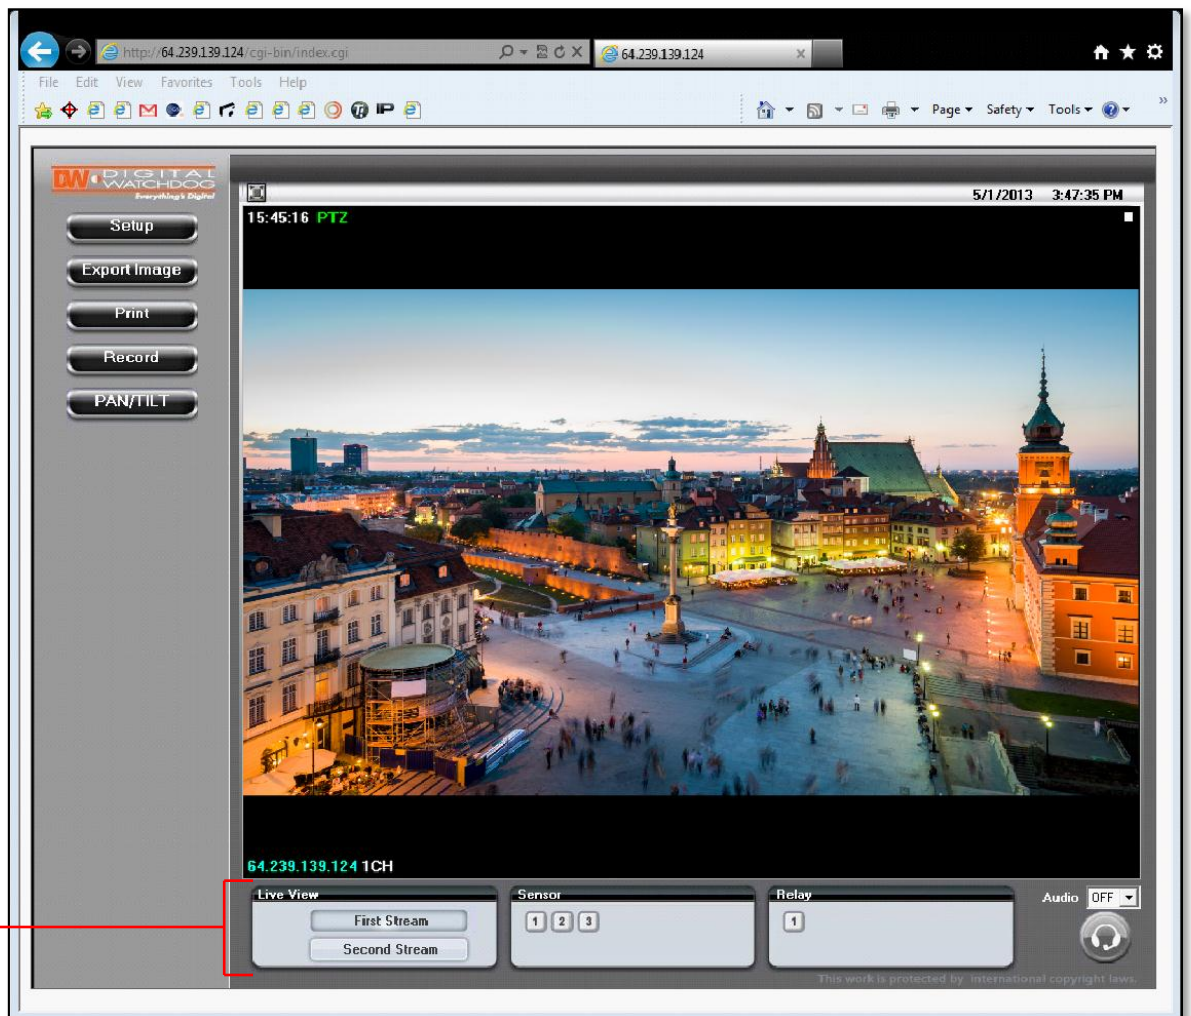 http://64.239.139.124/cgi-bin/index.cgi
64.239.139.124
File Edit View Favorites Tools Help
Page Safety Tools
DW DIGITAL
WATCHDOG
Everything's Digital
5/1/2013 3:47:35 PM
Setup
15:45:16 PTZ
Export Image
Print
Record
PAN/TILT
64.239.139.124 1CH
Live View
Sensor
Relay
Audio OFF
First Stream
1 2 3
1
Second Stream
This work is protected by international copyright laws.